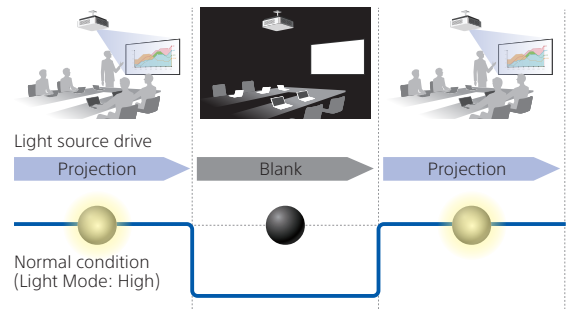 Light source drive
Projection
Blank
Projection
Normal condition
(Light Mode: High)